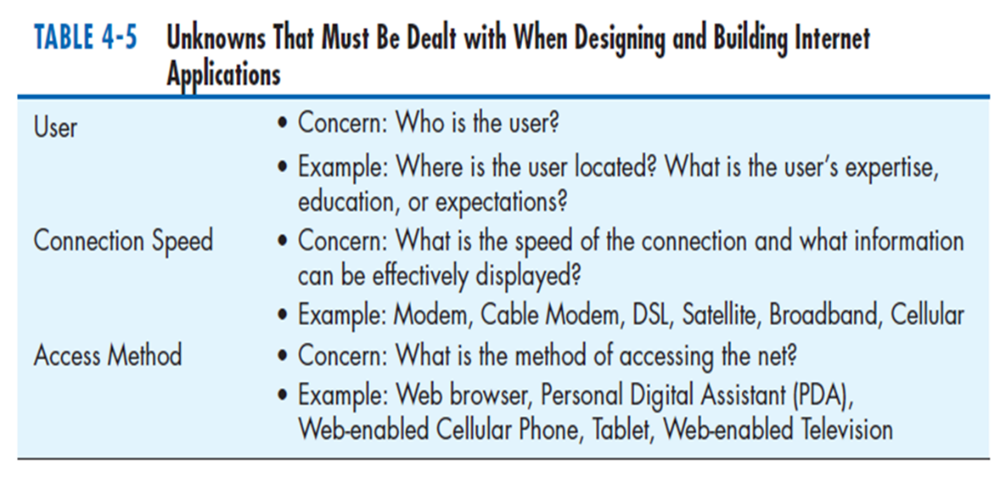 TABLE 4-5 Unknowns That Must Be Dealt with When Designing and Building Internet
Applications
User
• Concern: Who is the user?
• Example: Where is the user located? What is the user’s expertise,
education, or expectations?
Connection Speed
• Concern: What is the speed of the connection and what information
can be effectively displayed?
• Example: Modem, Cable Modem, DSL, Satellite, Broadband, Cellular
Access Method
• Concern: What is the method of accessing the net?
• Example: Web browser, Personal Digital Assistant (PDA),
Web-enabled Cellular Phone, Tablet, Web-enabled Television